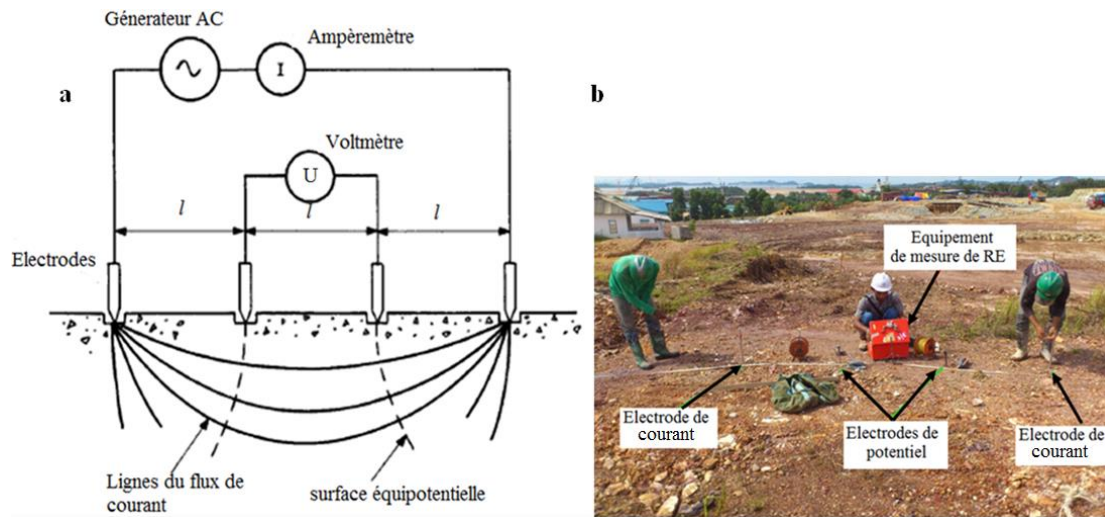 Génerateur AC
Ampèremètre
I
a
Voltmètre
U
l l l
Electrodes
Lignes du flux de
courant
surface équipotentielle
b
Equipement
de mesure de RE
Electrode de
courant
Electrodes de
potentiel
Electrode de
courant